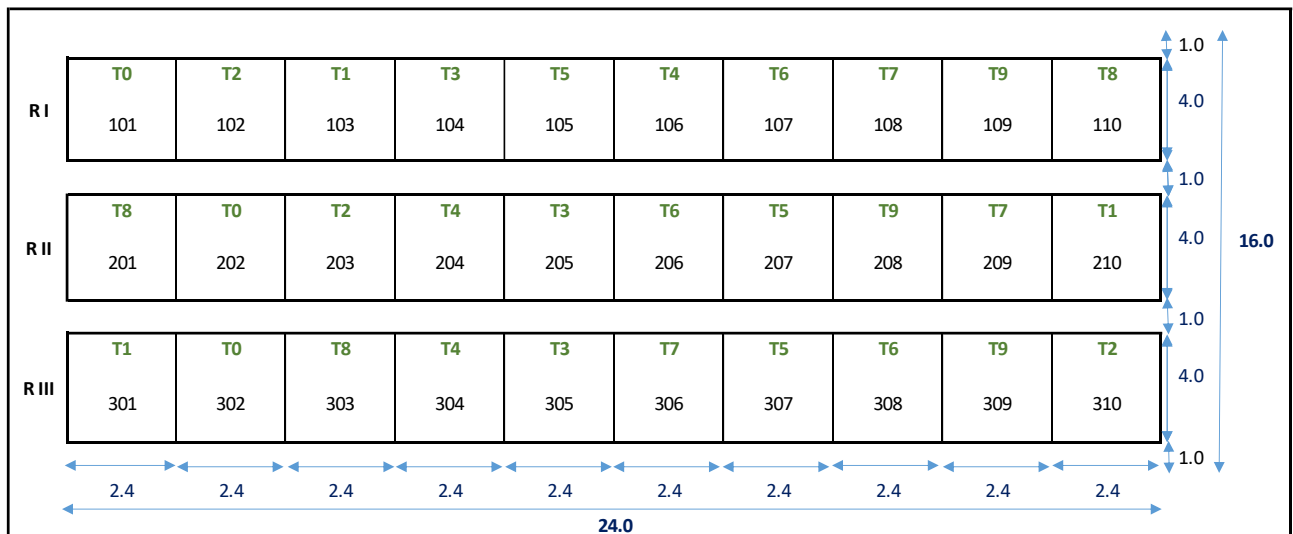 1.0
T0 T2 T1 T3 T5 T4 T6 T7 T9 T8
R I 101 102 103 104 105 106 107 108 109 110 4.0
1.0
T8 T0 T2 T4 T3 T6 T5 T9 T7 T1
R II 201 202 203 204 205 206 207 208 209 210 4.0 16.0
1.0
T1 T0 T8 T4 T3 T7 T5 T6 T9 T2
R III 301 302 303 304 305 306 307 308 309 310 4.0
1.0
2.4 2.4 2.4 2.4 2.4 2.4 2.4 2.4 2.4 2.4
24.0